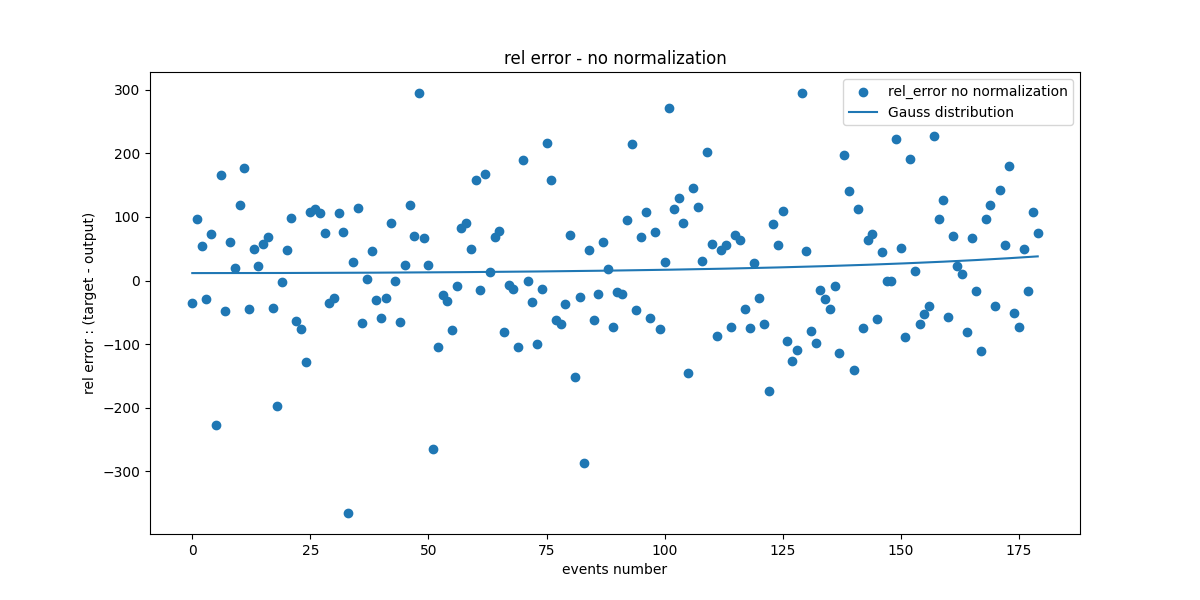 rel error - no normalization
rel_error no normalization
Gauss distribution
300
200
100
0
−100
−200
−300
rel error : (target - output)
0 25 50 75 100 125 150 175
events number